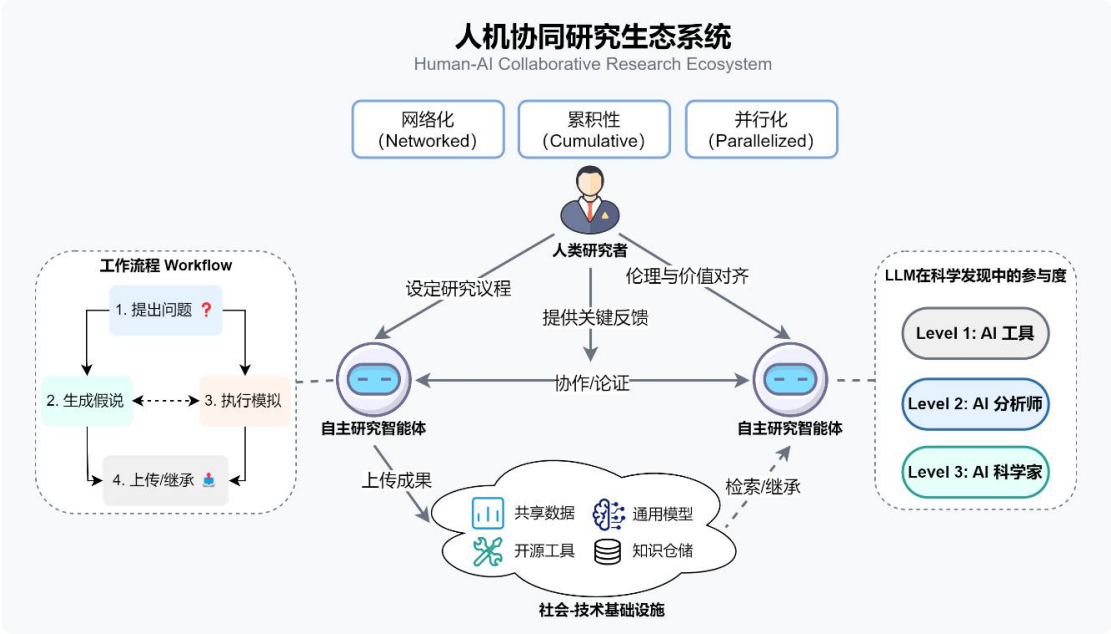 人机协同研究生态系统
Human-AI Collaborative Research Ecosystem
网络化
（Networked）
累积性
（Cumulative）
并行化
（Parallelized）
人类研究者
设定研究议程
提供关键反馈
伦理与价值对齐
工作流程 Workflow
1. 提出问题 ❓
2. 生成假说
3. 执行模拟
4. 上传/继承
自主研究智能体
协作/论证
自主研究智能体
LLM在科学发现中的参与度
Level 1: AI 工具
Level 2: AI 分析师
Level 3: AI 科学家
上传成果
检索/继承
共享数据
通用模型
开源工具
知识仓储
社会-技术基础设施